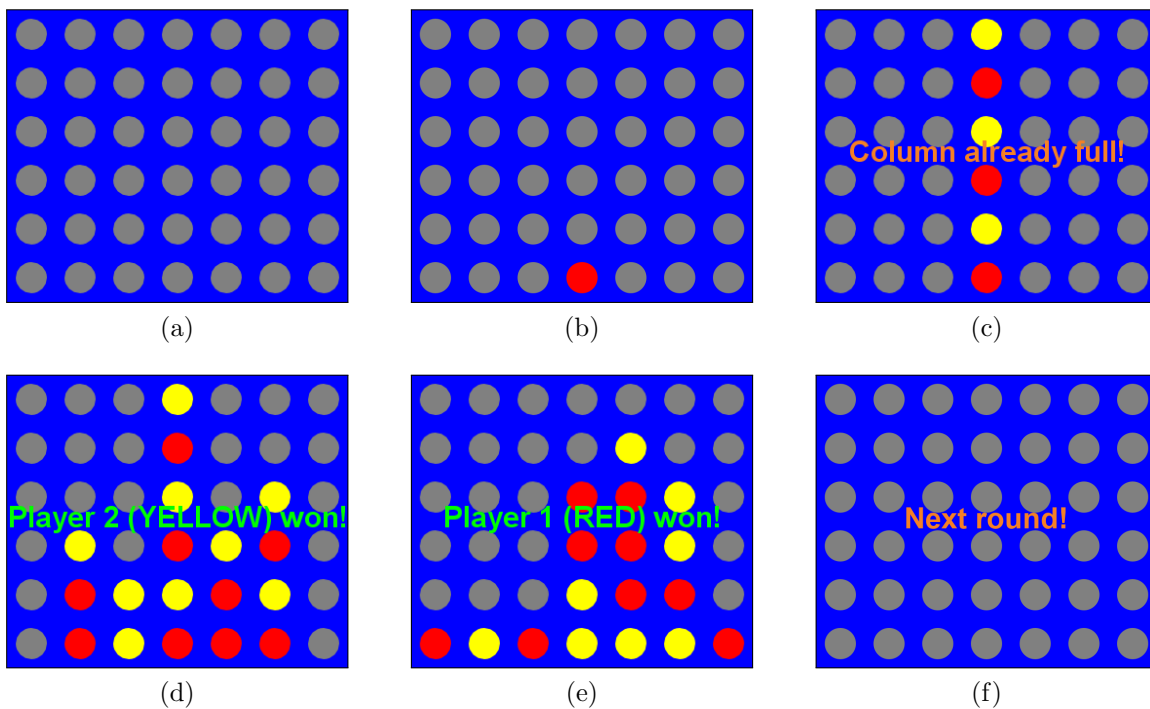 Column already full!
(a)
(b)
(c)
Player 2 (YELLOW) won!
Player 1 (RED) won!
Next round!
(d)
(e)
(f)